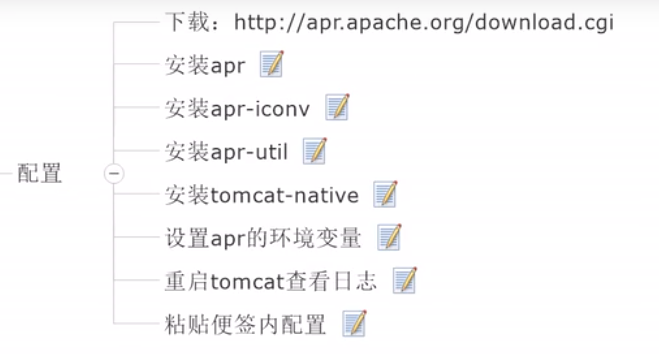 下载：http://apr.apache.org/download.cgi
安装apr
安装apr-iconv
安装apr-util
配置
安装tomcat-native
设置apr的环境变量
重启tomcat查看日志
粘贴便签内配置